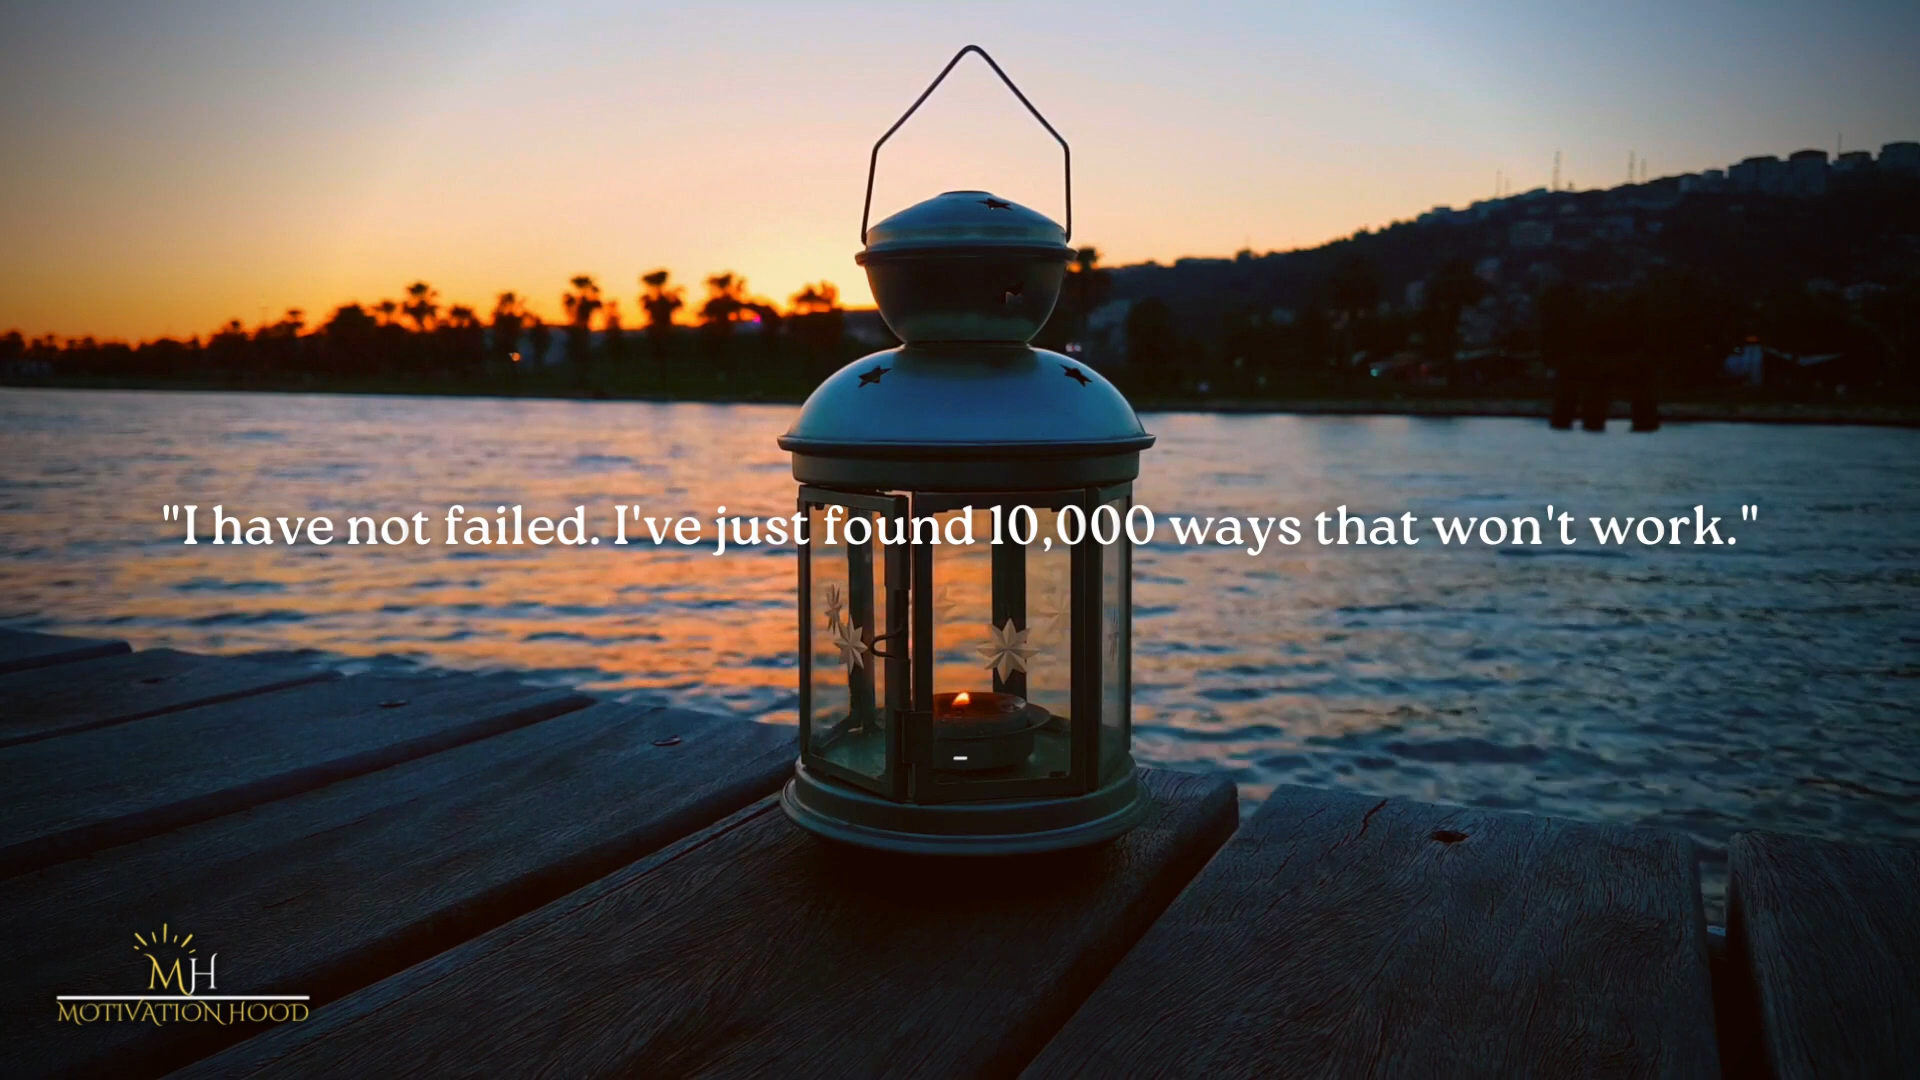 "I have not failed. I've just found 10,000 ways that won't work."
-
MH
MOTIVATION HOOD